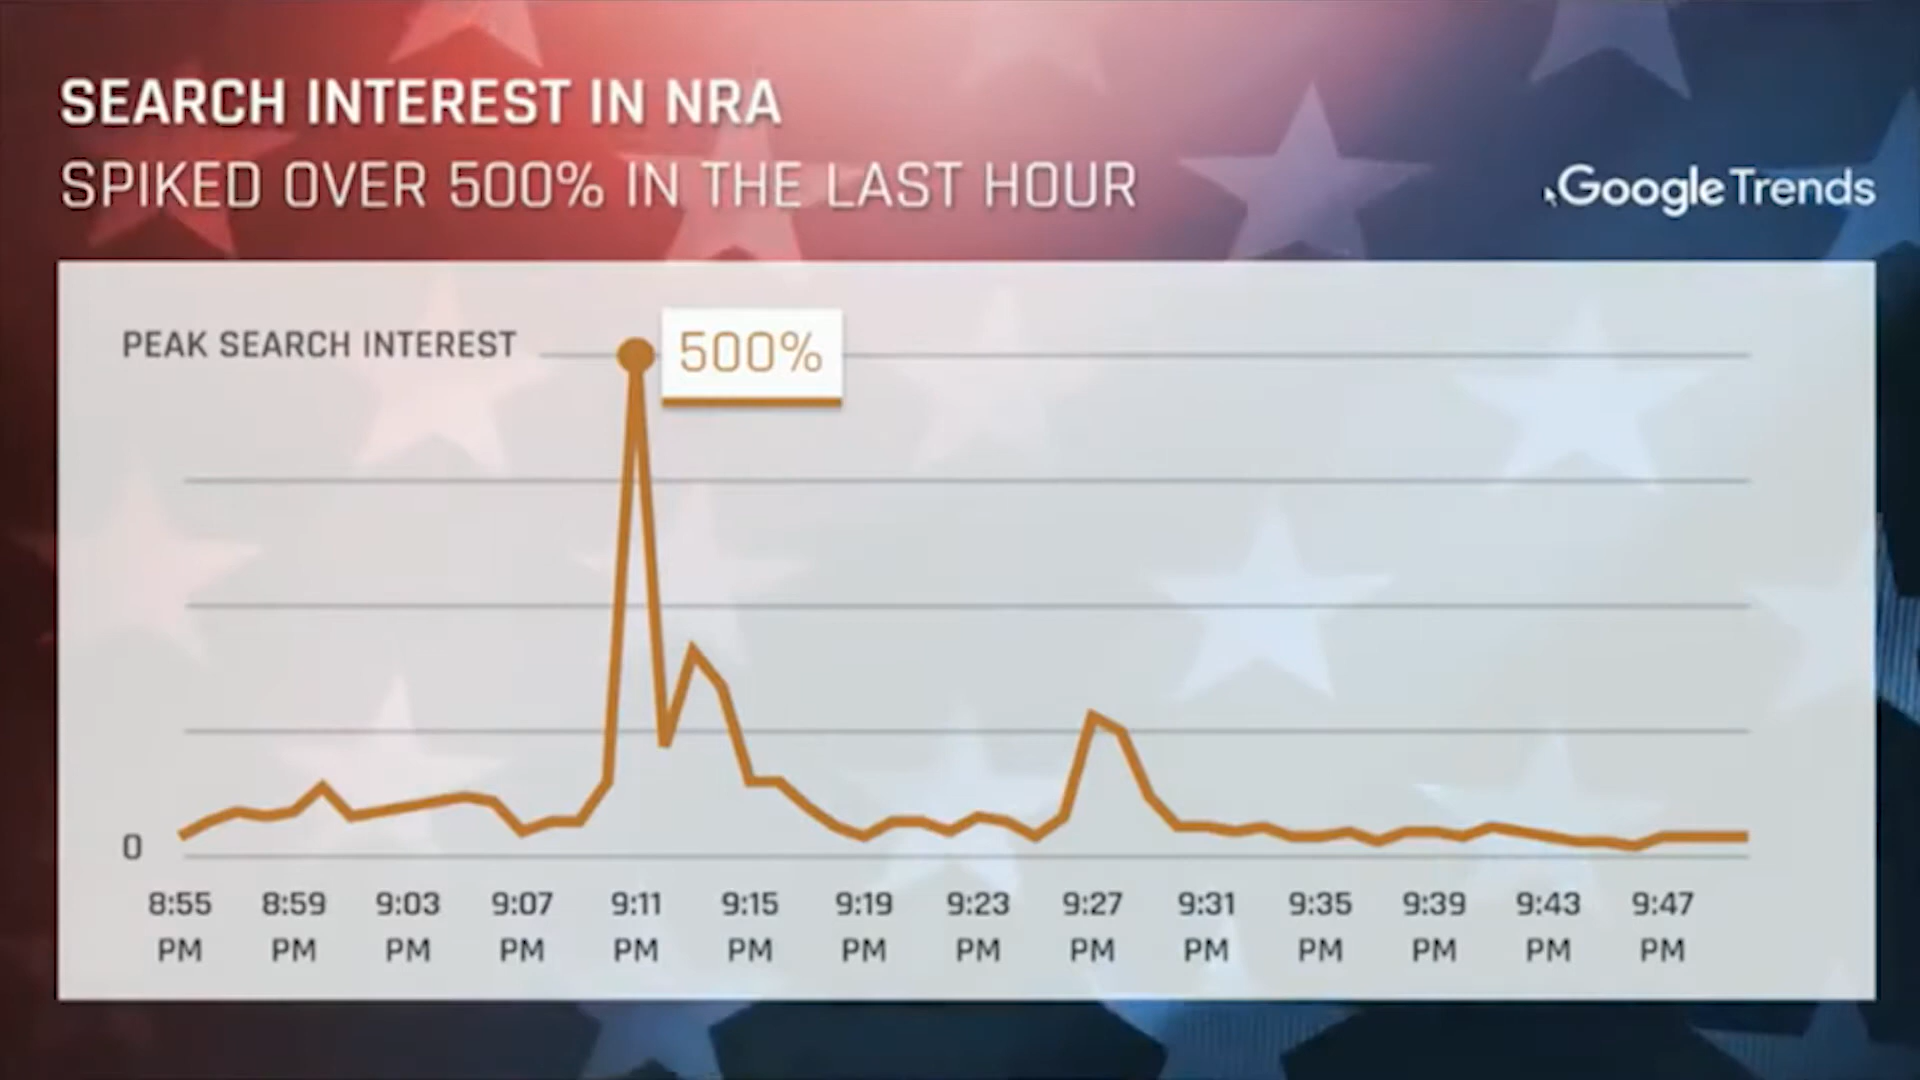 SEARCH INTEREST IN NRA
SPIKED OVER 500% IN THE LAST HOUR
Google Trends
PEAK SEARCH INTEREST
500%
0
8:55 PM
8:59 PM
9:03 PM
9:07 PM
9:11 PM
9:15 PM
9:19 PM
9:23 PM
9:27 PM
9:31 PM
9:35 PM
9:39 PM
9:43 PM
9:47 PM